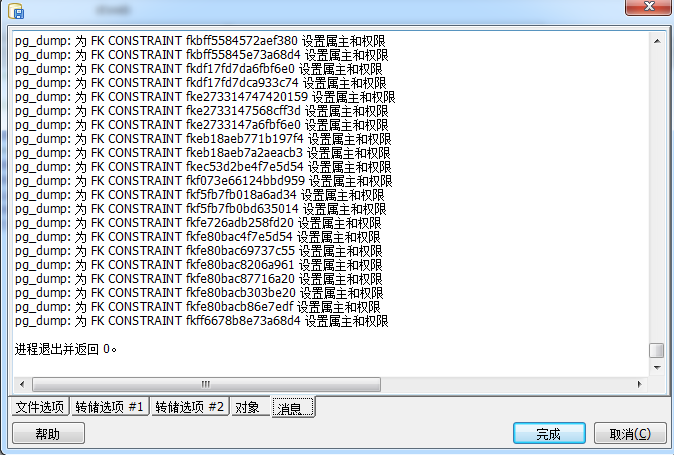 pg_dump: 为 FK CONSTRAINT fkbff5584572aef380 设置属主和权限
pg_dump: 为 FK CONSTRAINT fkbff55845e73a68d4 设置属主和权限
pg_dump: 为 FK CONSTRAINT fkdf17fd7da6fbf6e0 设置属主和权限
pg_dump: 为 FK CONSTRAINT fkdf17fd7dca933c74 设置属主和权限
pg_dump: 为 FK CONSTRAINT fke2733147747420159 设置属主和权限
pg_dump: 为 FK CONSTRAINT fke2733147568cff3d 设置属主和权限
pg_dump: 为 FK CONSTRAINT fke2733147a6fbf6e0 设置属主和权限
pg_dump: 为 FK CONSTRAINT fkeb18aeb771b197f4 设置属主和权限
pg_dump: 为 FK CONSTRAINT fkeb18aeb7a2aeacb3 设置属主和权限
pg_dump: 为 FK CONSTRAINT fkec53d2be4f7e5d54 设置属主和权限
pg_dump: 为 FK CONSTRAINT fkf073e66124bbd959 设置属主和权限
pg_dump: 为 FK CONSTRAINT fkf5fb7fb018a6ad34 设置属主和权限
pg_dump: 为 FK CONSTRAINT fkf5fb7fb0bd635014 设置属主和权限
pg_dump: 为 FK CONSTRAINT fkfe726adb258fd20 设置属主和权限
pg_dump: 为 FK CONSTRAINT fkfe80bac4f7e5d54 设置属主和权限
pg_dump: 为 FK CONSTRAINT fkfe80bac69737c55 设置属主和权限
pg_dump: 为 FK CONSTRAINT fkfe80bac8206a961 设置属主和权限
pg_dump: 为 FK CONSTRAINT fkfe80bac87716a20 设置属主和权限
pg_dump: 为 FK CONSTRAINT fkfe80bacb303be20 设置属主和权限
pg_dump: 为 FK CONSTRAINT fkfe80bacb86e7edf 设置属主和权限
pg_dump: 为 FK CONSTRAINT fkff6678b8e73a68d4 设置属主和权限
进程退出并返回 0。
文件选项 转储选项 #1 转储选项 #2 对象 消息
帮助 完成 取消(C)